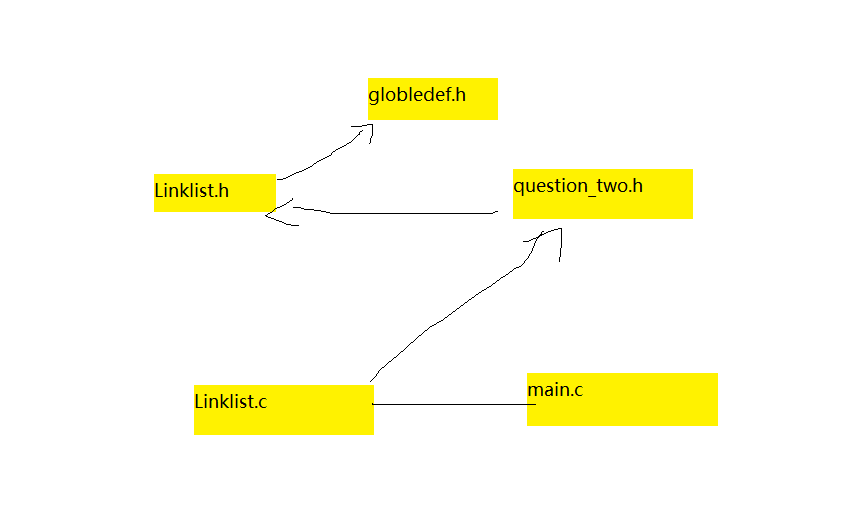 globledef.h
Linklist.h
question_two.h
Linklist.c
main.c